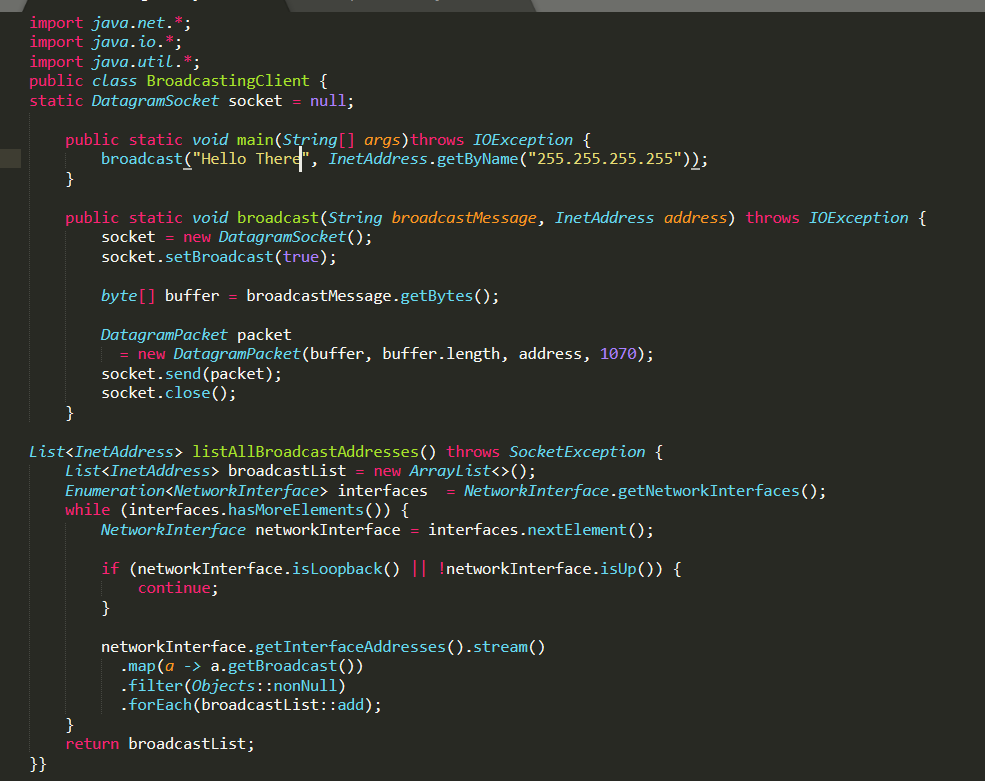 import java.net.*;
import java.io.*;
import java.util.*;
public class BroadcastingClient {
static DatagramSocket socket = null;
    public static void main(String[] args)throws IOException {
        broadcast("Hello There", InetAddress.getByName("255.255.255.255"));
    }
    public static void broadcast(String broadcastMessage, InetAddress address) throws IOException {
        socket = new DatagramSocket();
        socket.setBroadcast(true);
        byte[] buffer = broadcastMessage.getBytes();
        DatagramPacket packet
          = new DatagramPacket(buffer, buffer.length, address, 1070);
        socket.send(packet);
        socket.close();
    }
List<InetAddress> listAllBroadcastAddresses() throws SocketException {
    List<InetAddress> broadcastList = new ArrayList<>();
    Enumeration<NetworkInterface> interfaces  = NetworkInterface.getNetworkInterfaces();
    while (interfaces.hasMoreElements()) {
        NetworkInterface networkInterface = interfaces.nextElement();
        if (networkInterface.isLoopback() || !networkInterface.isUp()) {
            continue;
        }
        networkInterface.getInterfaceAddresses().stream()
          .map(a -> a.getBroadcast())
          .filter(Objects::nonNull)
          .forEach(broadcastList::add);
    }
    return broadcastList;
}}